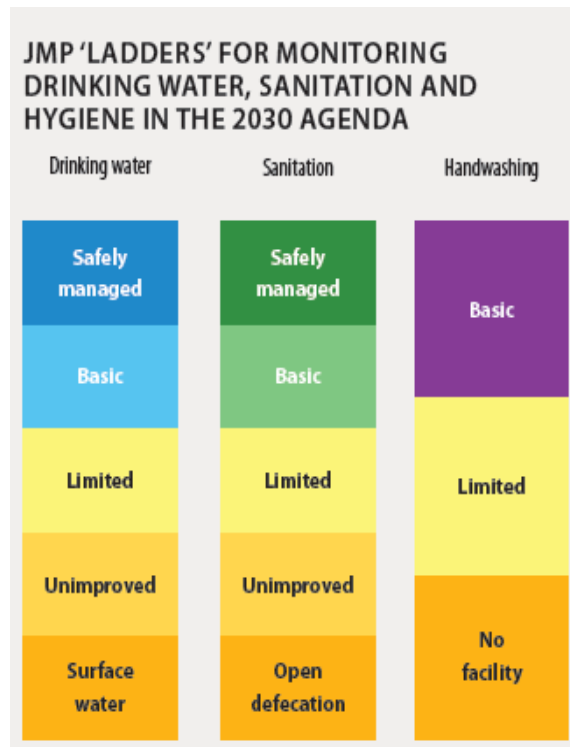 JMP ‘LADDERS’ FOR MONITORING
DRINKING WATER, SANITATION AND
HYGIENE IN THE 2030 AGENDA
Drinking water
Sanitation
Handwashing
Safely
managed
Basic
Limited
Unimproved
Surface
water
Safely
managed
Basic
Limited
Unimproved
Open
defecation
Basic
Limited
No
facility